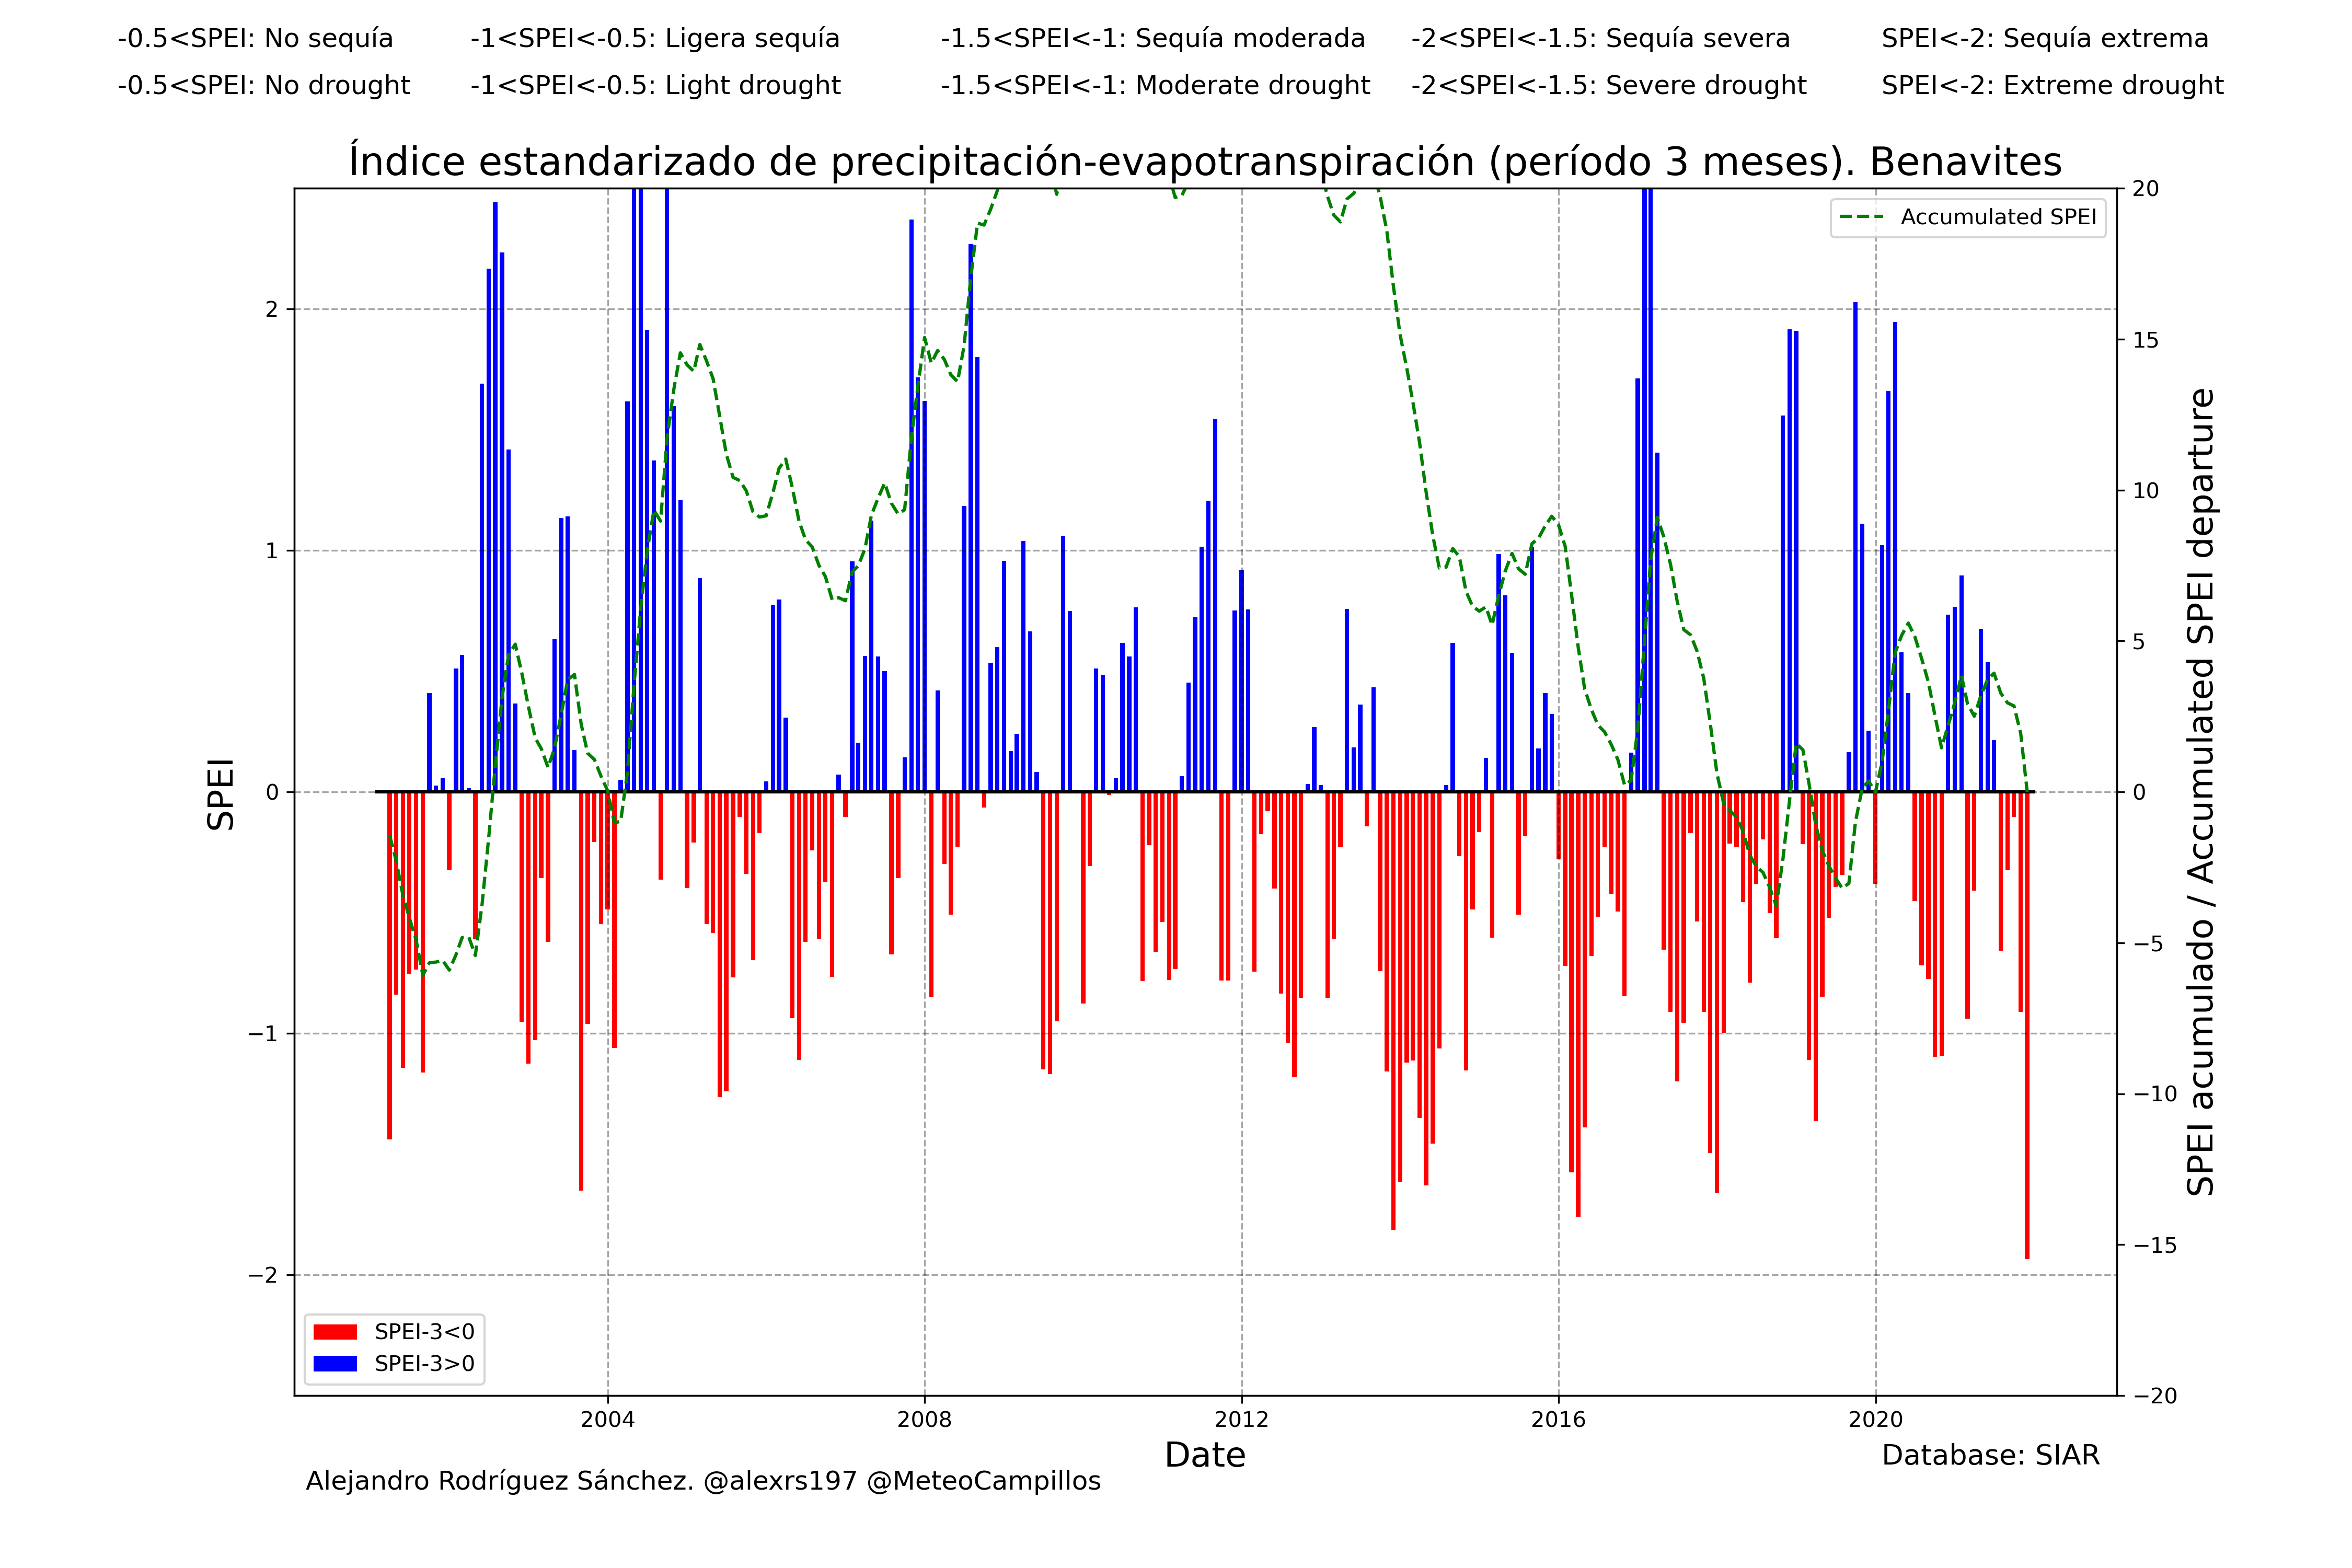 -0.5<SPEI: No sequía -1<SPEI<-0.5: Ligera sequía -1.5<SPEI<-1: Sequía moderada -2<SPEI<-1.5: Sequía severa SPEI<-2: Sequía extrema
-0.5<SPEI: No drought -1<SPEI<-0.5: Light drought -1.5<SPEI<-1: Moderate drought -2<SPEI<-1.5: Severe drought SPEI<-2: Extreme drought
Índice estandarizado de precipitación-evapotranspiración (período 3 meses). Benavites
Accumulated SPEI
SPEI
2
1
0
−1
−2
20
15
10
5
0
−5
−10
−15
−20
SPEI acumulado / Accumulated SPEI departure
SPEI-3<0
SPEI-3>0
2004 2008 2012 2016 2020
Date
Database: SIAR
Alejandro Rodríguez Sánchez. @alexrs197 @MeteoCampillos